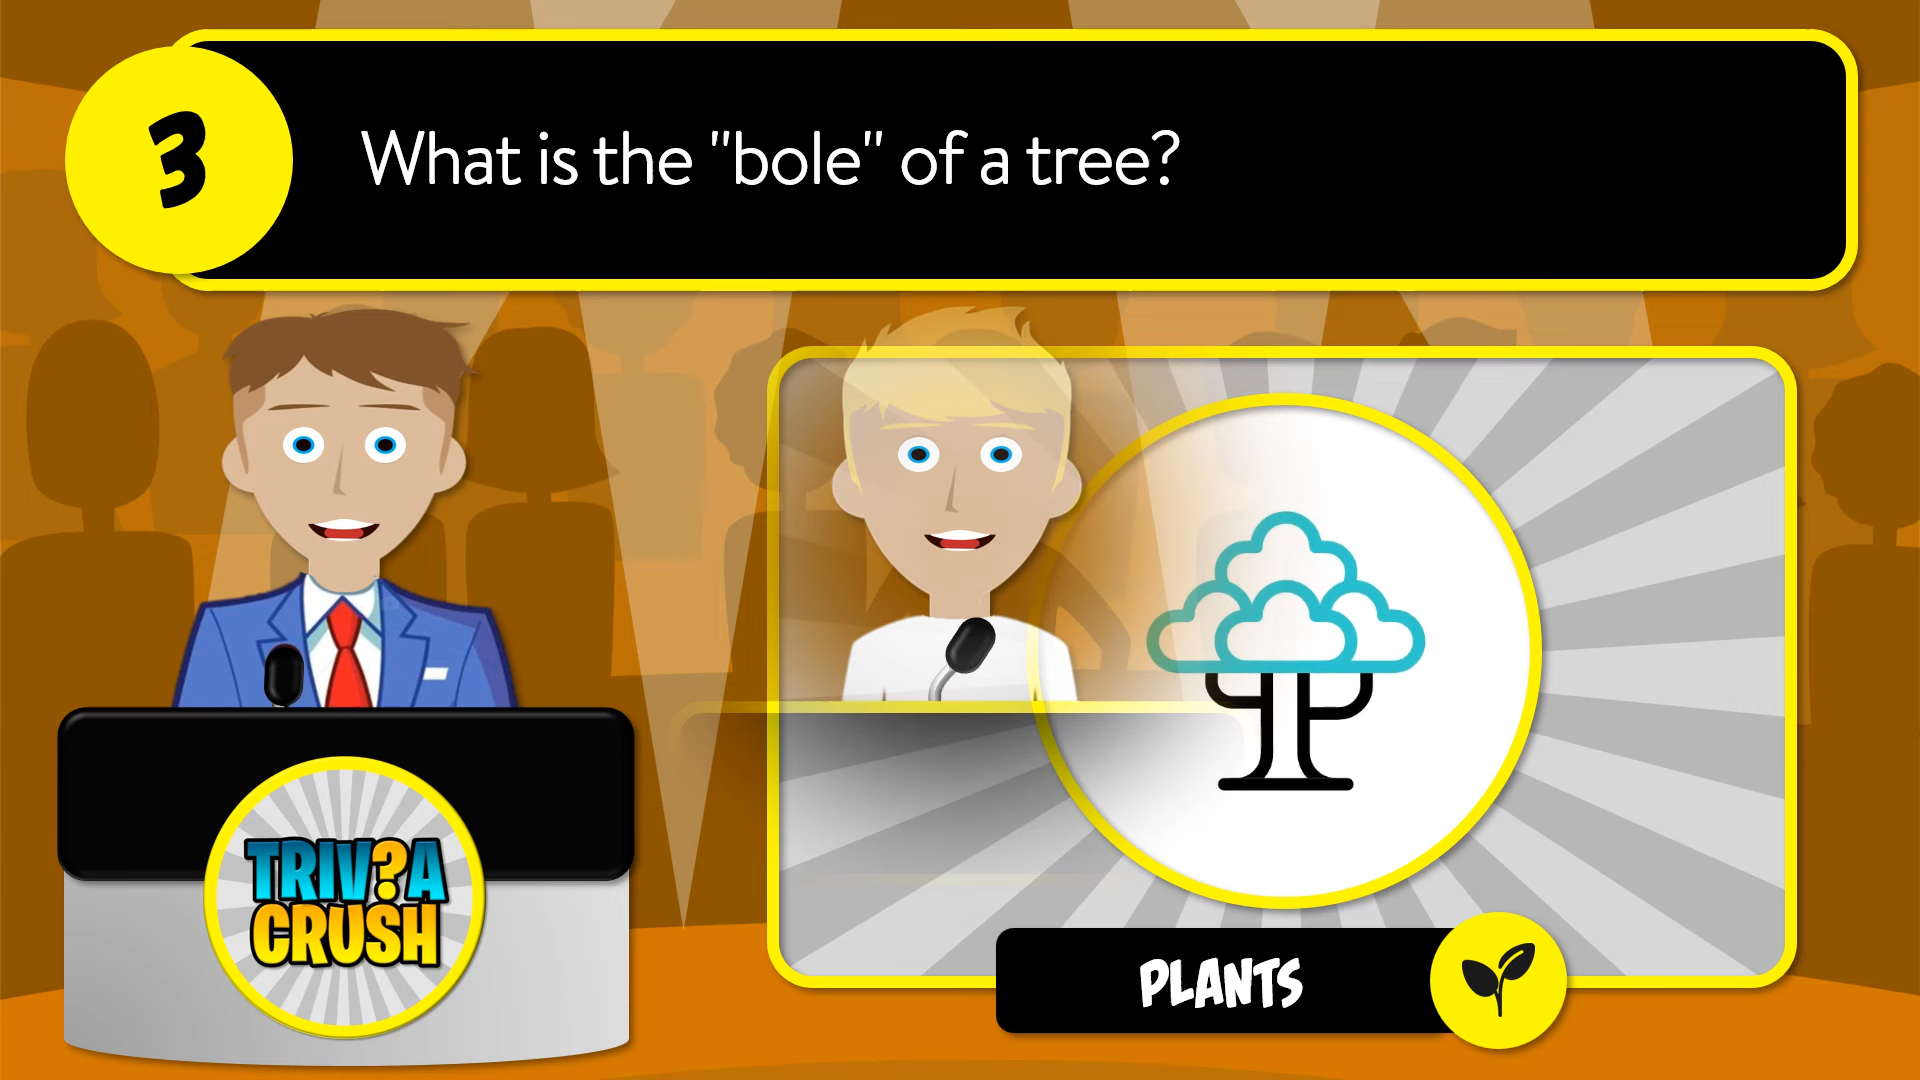 3
What is the "bole" of a tree?
TRIV?A
CRUSH
PLANTS